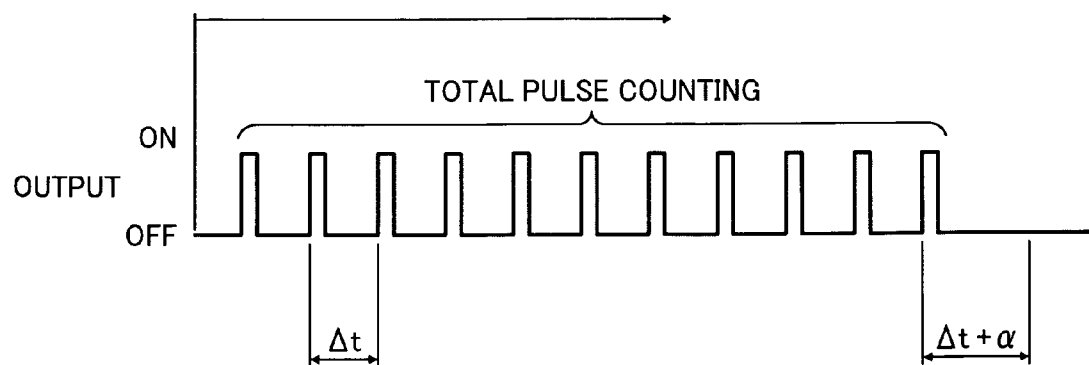 TOTAL PULSE COUNTING
ON
OUTPUT
OFF
Δt
Δt+α